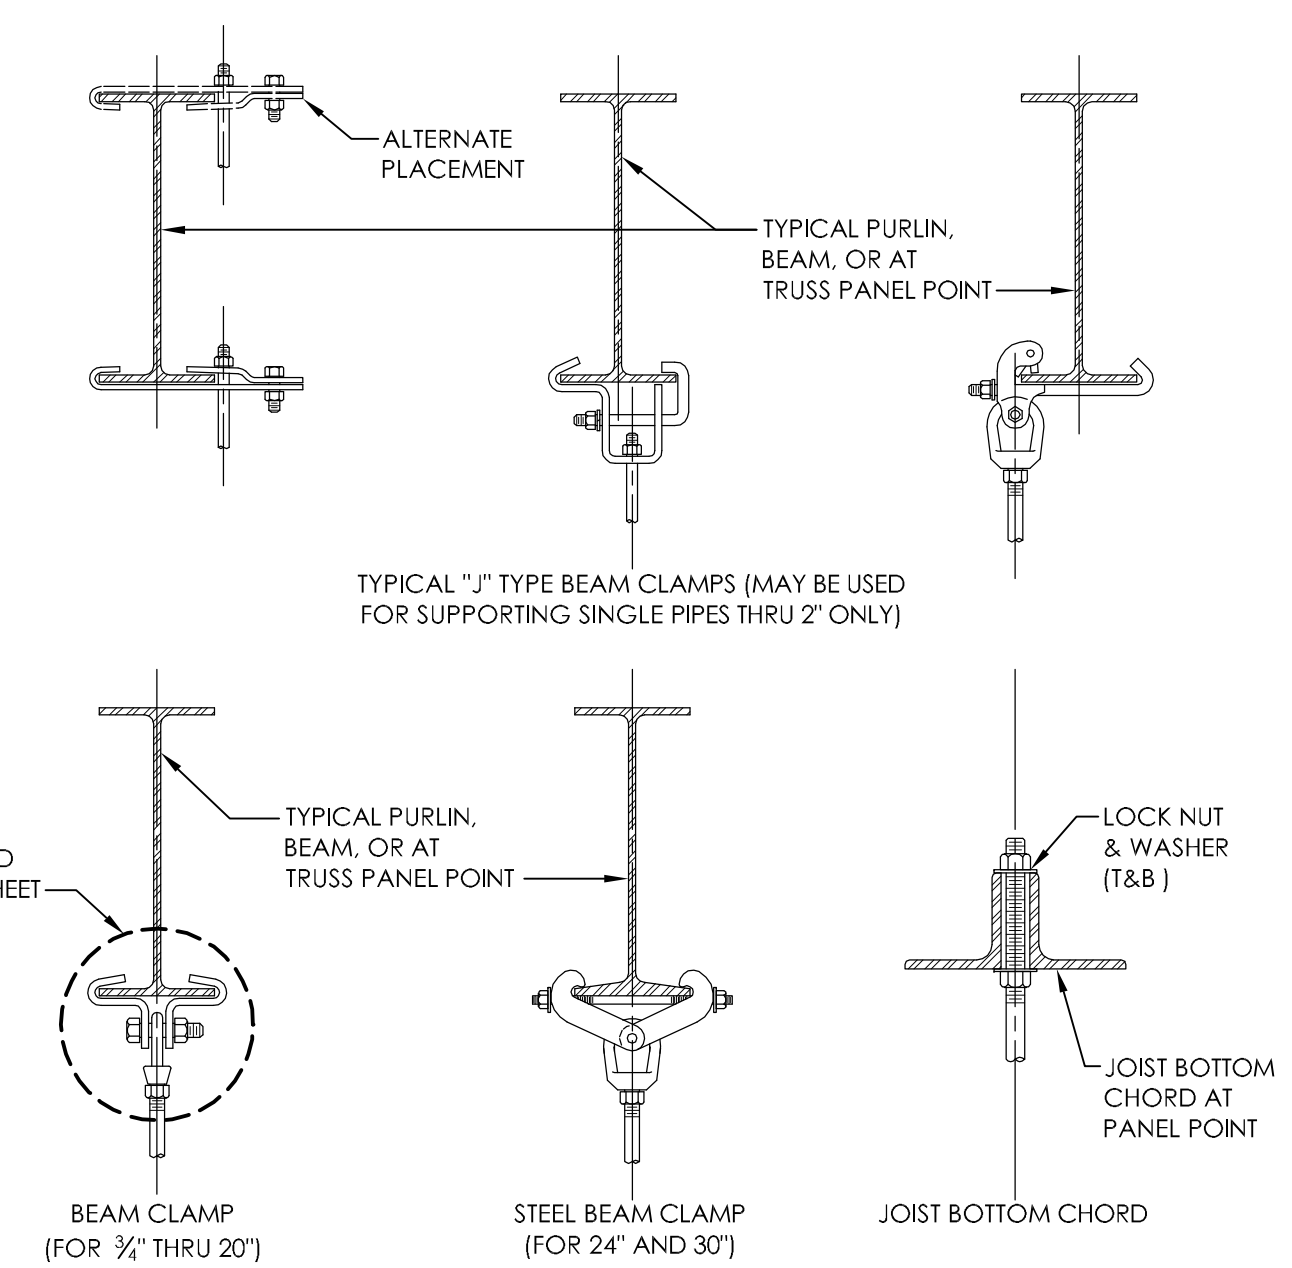 ALTERNATE
PLACEMENT
TYPICAL PURLIN,
BEAM, OR AT
TRUSS PANEL POINT
TYPICAL "J" TYPE BEAM CLAMPS (MAY BE USED
FOR SUPPORTING SINGLE PIPES THRU 2" ONLY)
TYPICAL PURLIN,
BEAM, OR AT
TRUSS PANEL POINT
LOCK NUT
& WASHER
(T&B )
D
HEET
JOIST BOTTOM
CHORD AT
PANEL POINT
BEAM CLAMP
(FOR ¾" THRU 20")
STEEL BEAM CLAMP
(FOR 24" AND 30")
JOIST BOTTOM CHORD